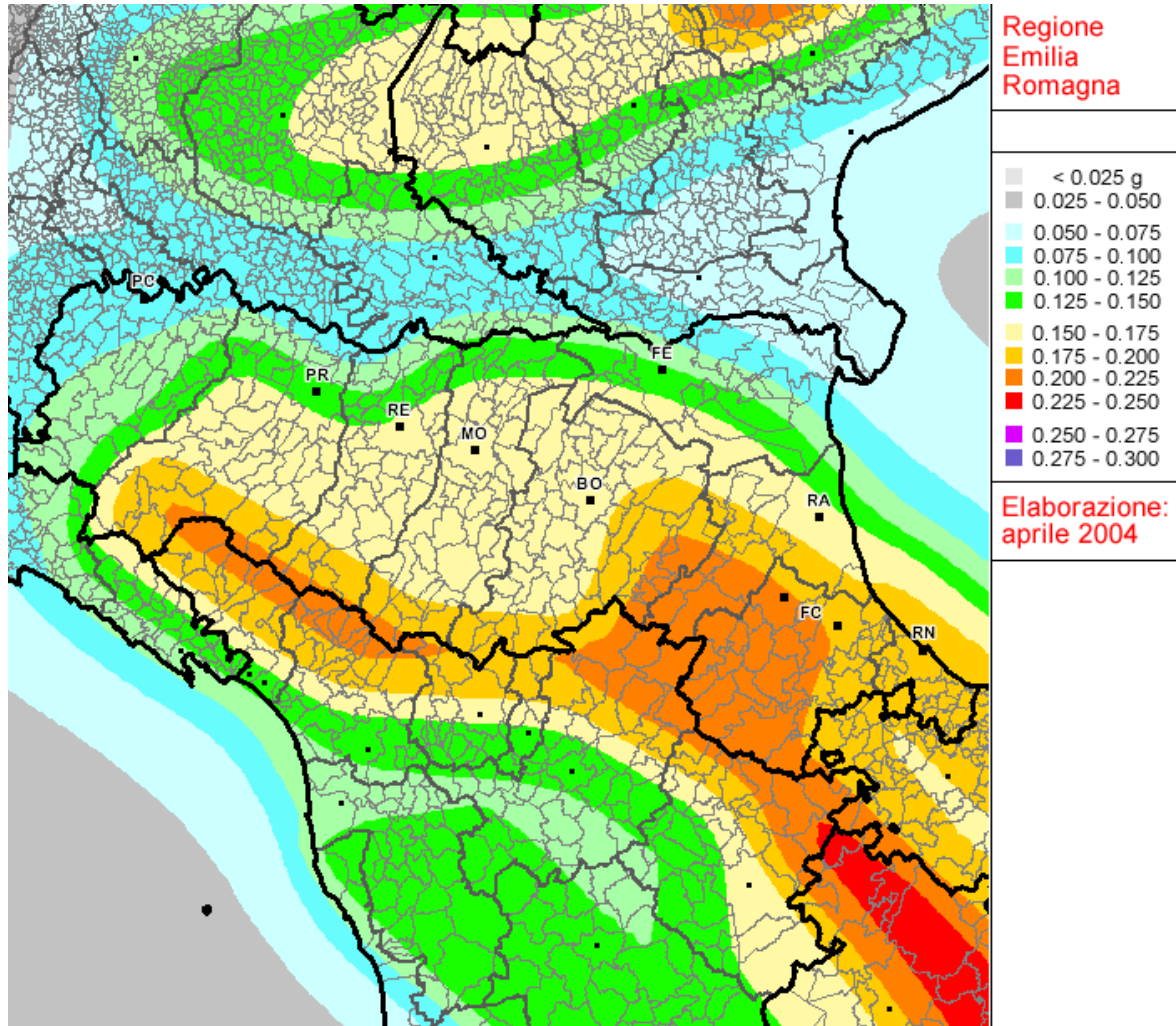 Regione
Emilia
Romagna
< 0.025 g
0.025 - 0.050
0.050 - 0.075
0.075 - 0.100
0.100 - 0.125
0.125 - 0.150
0.150 - 0.175
0.175 - 0.200
0.200 - 0.225
0.225 - 0.250
0.250 - 0.275
0.275 - 0.300
Elaborazione:
aprile 2004
PC
FE
PR
RE
MO
BO
RA
FC
RN